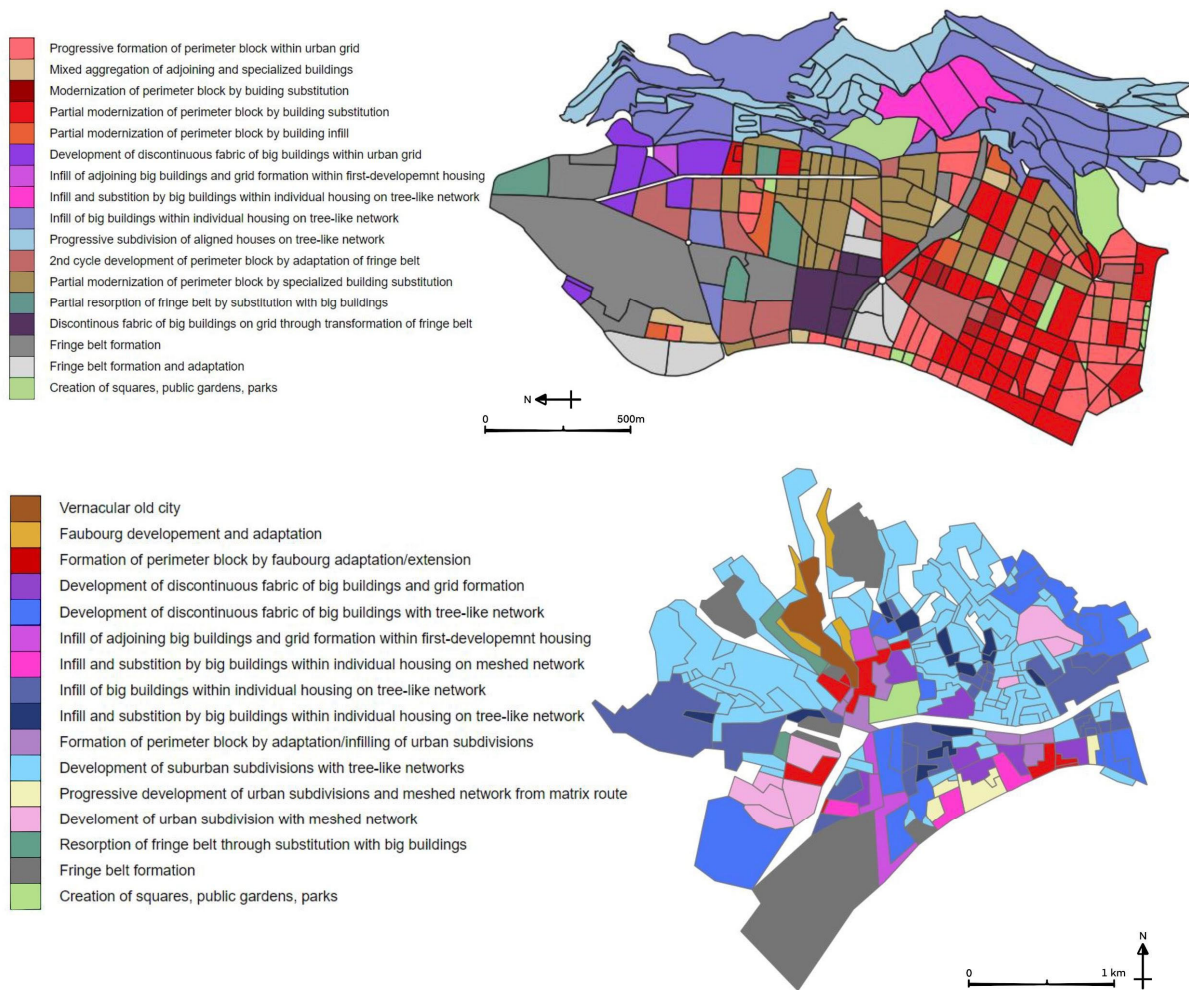 Progressive formation of perimeter block within urban grid
Mixed aggregation of adjoining and specialized buildings
Modernization of perimeter block by buiding substitution
Partial modernization of perimeter block by building substitution
Partial modernization of perimeter block by building infill
Development of discontinuous fabric of big buildings within urban grid
Infill of adjoining big buildings and grid formation within first-developemnt housing
Infill and substition by big buildings within individual housing on tree-like network
Infill of big buildings within individual housing on tree-like network
Progressive subdivision of aligned houses on tree-like network
2nd cycle development of perimeter block by adaptation of fringe belt
Partial modernization of perimeter block by specialized building substitution
Partial resorption of fringe belt by substitution with big buildings
Discontinous fabric of big buildings on grid through transformation of fringe belt
Fringe belt formation
Fringe belt formation and adaptation
Creation of squares, public gardens, parks
N
0 500m
Vernacular old city
Faubourg developement and adaptation
Formation of perimeter block by faubourg adaptation/extension
Development of discontinuous fabric of big buildings and grid formation
Development of discontinuous fabric of big buildings with tree-like network
Infill of adjoining big buildings and grid formation within first-developemnt housing
Infill and substition by big buildings within individual housing on meshed network
Infill of big buildings within individual housing on tree-like network
Infill and substition by big buildings within individual housing on tree-like network
Formation of perimeter block by adaptation/infilling of urban subdivisions
Development of suburban subdivisions with tree-like networks
Progressive development of urban subdivisions and meshed network from matrix route
Develoment of urban subdivision with meshed network
Resorption of fringe belt through substitution with big buildings
Fringe belt formation
Creation of squares, public gardens, parks
N
0 1 km